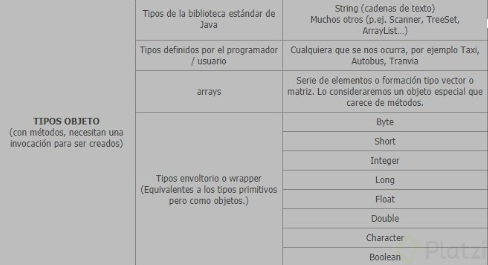 TIPOS OBJETO
(con métodos, necesitan una
invocación para ser creados)
Tipos de la biblioteca estándar de
Java
String (cadenas de texto)
Muchos otros (p.ej. Scanner, TreeSet,
ArrayList…)
Tipos definidos por el programador
/ usuario
Cualquiera que se nos ocurra, por ejemplo Taxi,
Autobus, Tranvia
arrays
Serie de elementos o formación tipo vector o
matriz. Lo consideraremos un objeto especial que
carece de métodos.
Tipos envoltorio o wrapper
(Equivalentes a los tipos primitivos
pero como objetos.)
Byte
Short
Integer
Long
Float
Double
Character
Boolean
Platzi